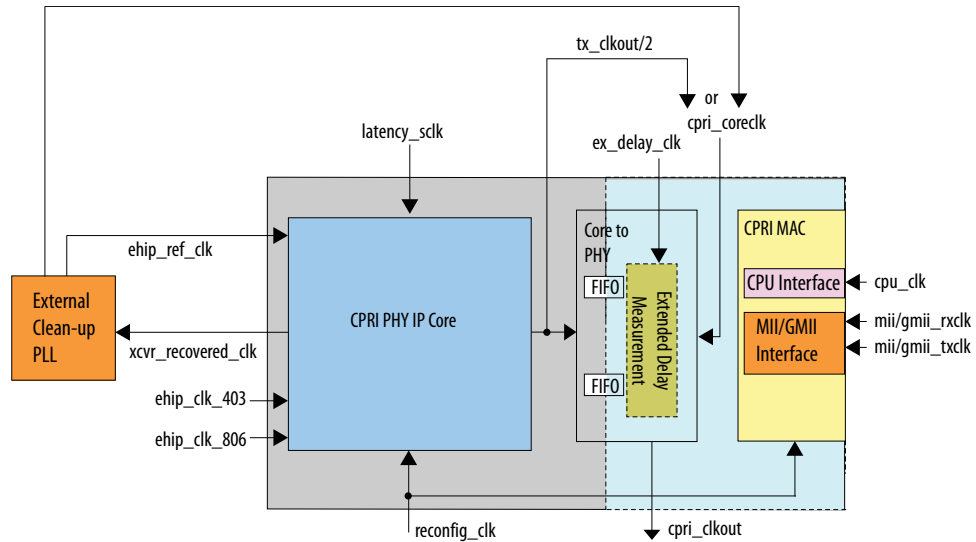 tx_clkout/2
or
cpri_coreclk
latency_sclk
ex_delay_clk
ehip_ref_clk
External
Clean-up
PLL
xcvr_recovered_clk
ehip_clk_403
ehip_clk_806
CPRI PHY IP Core
Core to
PHY
FIFO
FIFO
Extended Delay
Measurement
CPRI MAC
CPU Interface
cpu_clk
MII/GMII
Interface
mii/gmii_rxclk
mii/gmii_txclk
reconfig_clk
cpri_clkout